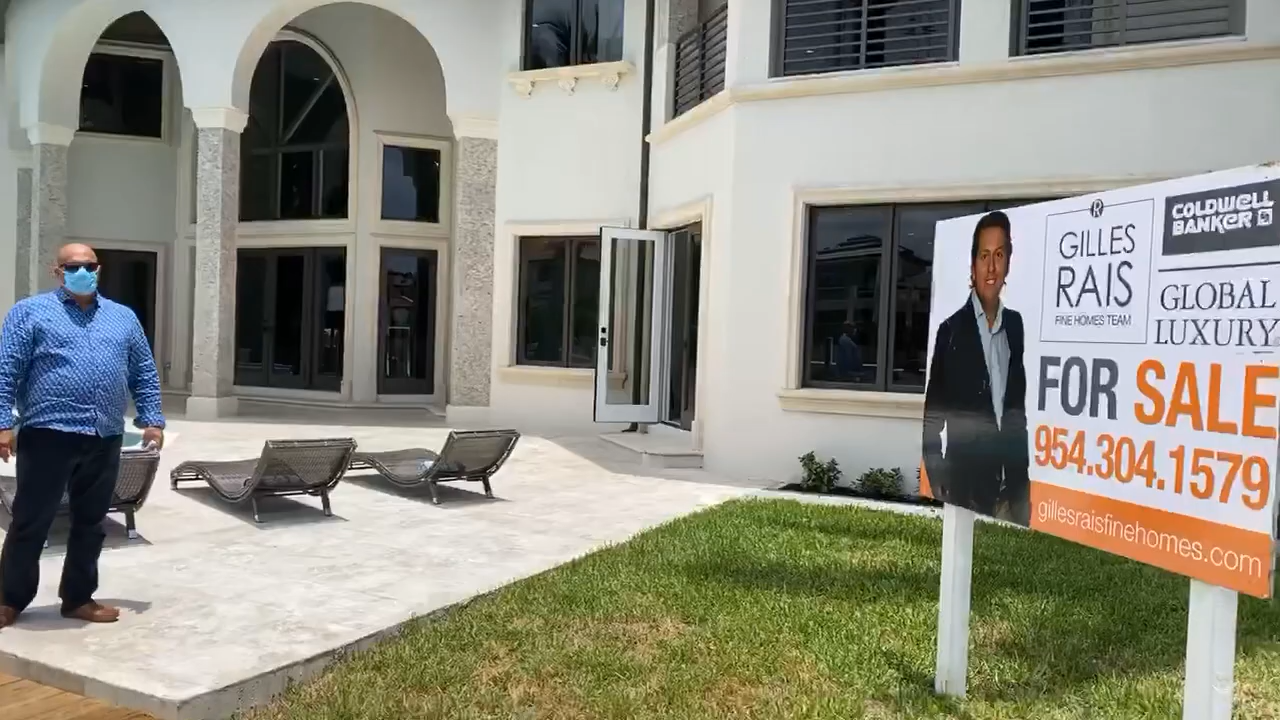 GILLES
RAIS
FINE HOMES TEAM
COLDWELL
BANKER
GLOBAL
LUXURY
FOR SALE
954.304.1579
gillesraisfinehomes.com